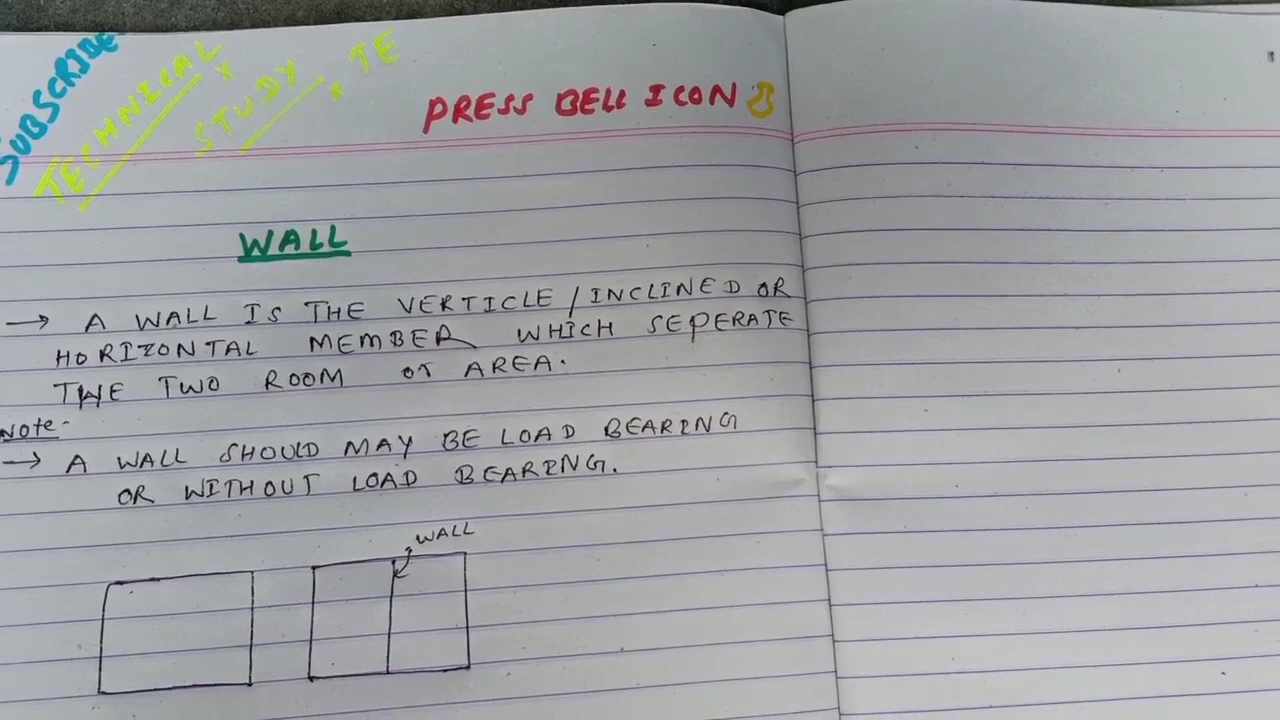 SUBSCRIBE
TECHNICAL
STUDY
TE
PRESS BELL ICON
WALL
→ A WALL IS THE VERTICLE / INCLINED OR
HORIZONTAL MEMBER WHICH SEPERATE
THE TWO ROOM or AREA.
Note-
→ A WALL SHOULD MAY BE LOAD BEARING
OR WITHOUT LOAD BEARING.
WALL